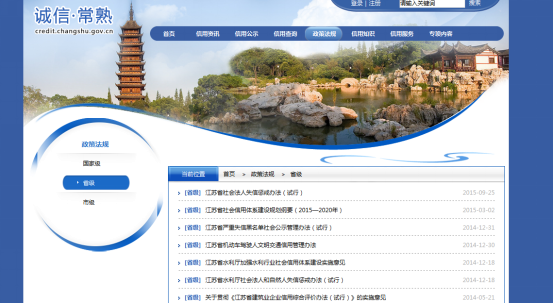 诚信·常熟
credit.changshu.gov.cn
登录 | 注册 请输入关键词 搜索
首页 信用资讯 信用公示 信用查询 政策法规 信用知识 信用服务 专项内容
政策法规
国家级
省级
市级
当前位置 首页 > 政策法规 > 省级
[省级] 江苏省社会法人失信惩戒办法（试行） 2015-09-25
[省级] 江苏省社会信用体系建设规划纲要（2015—2020年） 2015-03-02
[省级] 江苏省严重失信黑名单社会公示管理办法（试行） 2014-12-31
[省级] 江苏省机动车驾驶人文明交通信用管理办法 2014-12-30
[省级] 江苏省水利厅加强水利行业社会信用体系建设实施意见 2014-12-18
[省级] 江苏省水利厅社会法人和自然人失信惩戒办法（试行） 2014-12-18
[省级] 关于贯彻《江苏省建筑业企业信用综合评价办法（试行）》的实施意见 2014-05-21